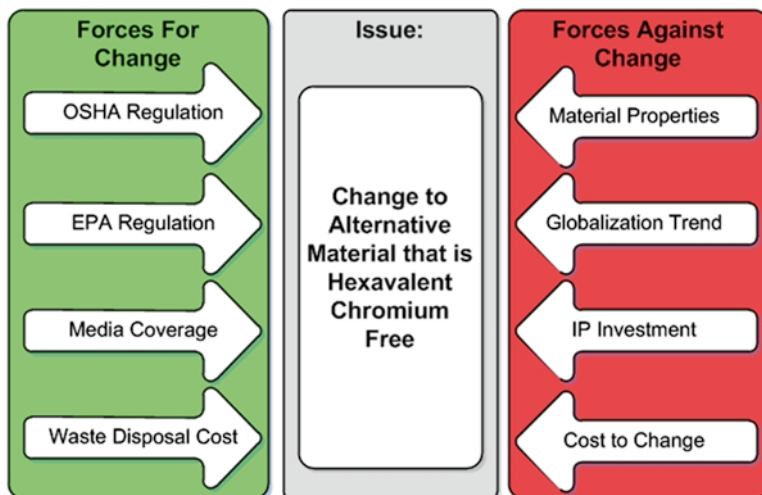 Forces For
Change
OSHA Regulation
EPA Regulation
Media Coverage
Waste Disposal Cost
Issue:
Change to
Alternative
Material that is
Hexavalent
Chromium
Free
Forces Against
Change
Material Properties
Globalization Trend
IP Investment
Cost to Change